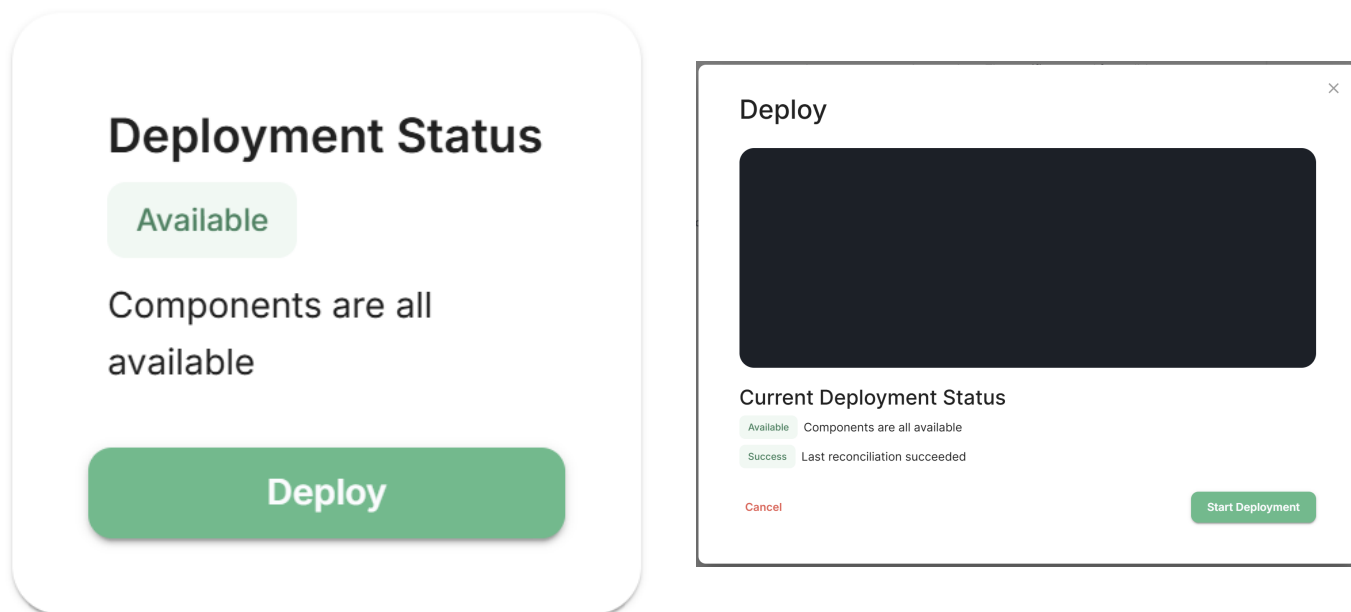 Deployment Status
Available
Components are all
available
Deploy
Deploy
Current Deployment Status
Available Components are all available
Success Last reconciliation succeeded
Cancel Start Deployment